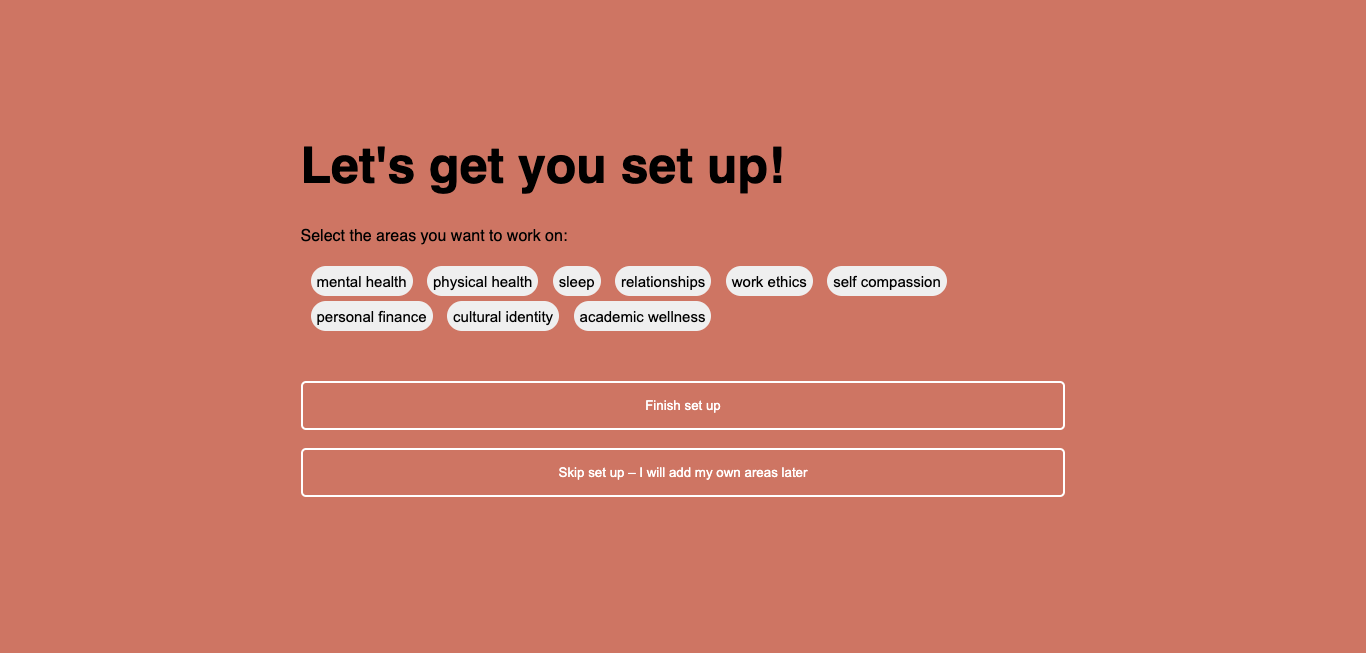 Let's get you set up!
Select the areas you want to work on:
mental health physical health sleep relationships work ethics self compassion
personal finance cultural identity academic wellness
Finish set up
Skip set up – I will add my own areas later